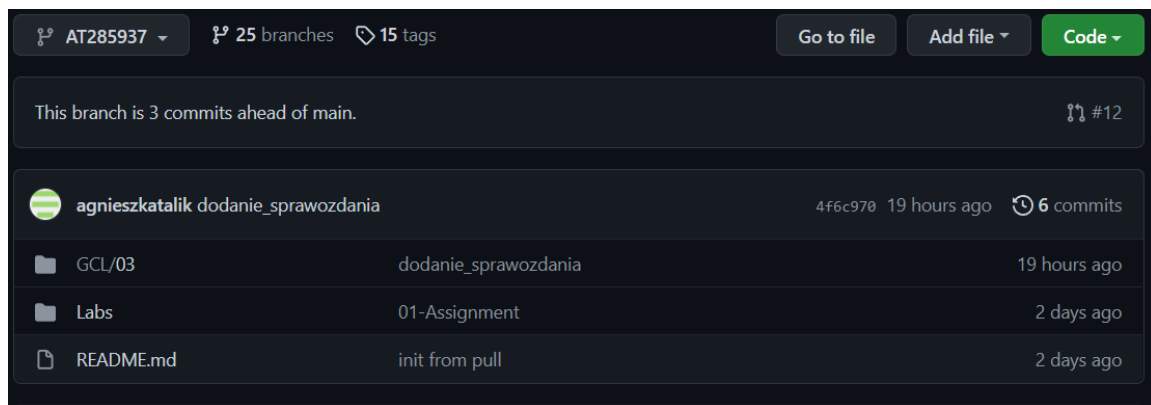 AT285937 25 branches 15 tags Go to file Add file Code
This branch is 3 commits ahead of main. #12
agnieszkatalik dodanie_sprawozdania 4f6c970 19 hours ago 6 commits
GCL/03 dodanie_sprawozdania 19 hours ago
Labs 01-Assignment 2 days ago
README.md init from pull 2 days ago